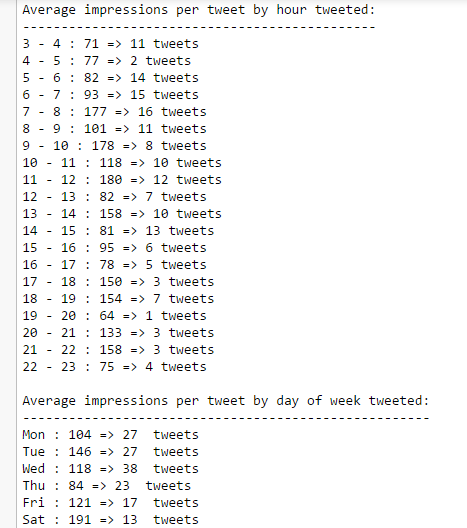 Average impressions per tweet by hour tweeted:
----------------------------------------------
3 - 4 : 71 => 11 tweets
4 - 5 : 77 => 2 tweets
5 - 6 : 82 => 14 tweets
6 - 7 : 93 => 15 tweets
7 - 8 : 177 => 16 tweets
8 - 9 : 101 => 11 tweets
9 - 10 : 178 => 8 tweets
10 - 11 : 118 => 10 tweets
11 - 12 : 180 => 12 tweets
12 - 13 : 82 => 7 tweets
13 - 14 : 158 => 10 tweets
14 - 15 : 81 => 13 tweets
15 - 16 : 95 => 6 tweets
16 - 17 : 78 => 5 tweets
17 - 18 : 150 => 3 tweets
18 - 19 : 154 => 7 tweets
19 - 20 : 64 => 1 tweets
20 - 21 : 133 => 3 tweets
21 - 22 : 158 => 3 tweets
22 - 23 : 75 => 4 tweets
Average impressions per tweet by day of week tweeted:
-----------------------------------------------------
Mon : 104 => 27  tweets
Tue : 146 => 27  tweets
Wed : 118 => 38  tweets
Thu : 84 => 23  tweets
Fri : 121 => 17  tweets
Sat : 191 => 13  tweets